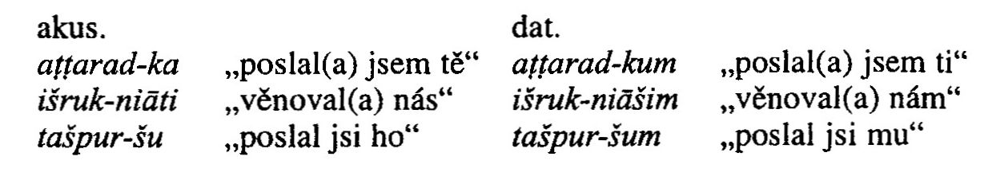 akus. dat.
aṭṭarad-ka „poslal(a) jsem tě“ aṭṭarad-kum „poslal(a) jsem ti“
išruk-niāti „věnoval(a) nás“ išruk-niāšim „věnoval(a) nám“
tašpur-šu „poslal jsi ho“ tašpur-šum „poslal jsi mu“